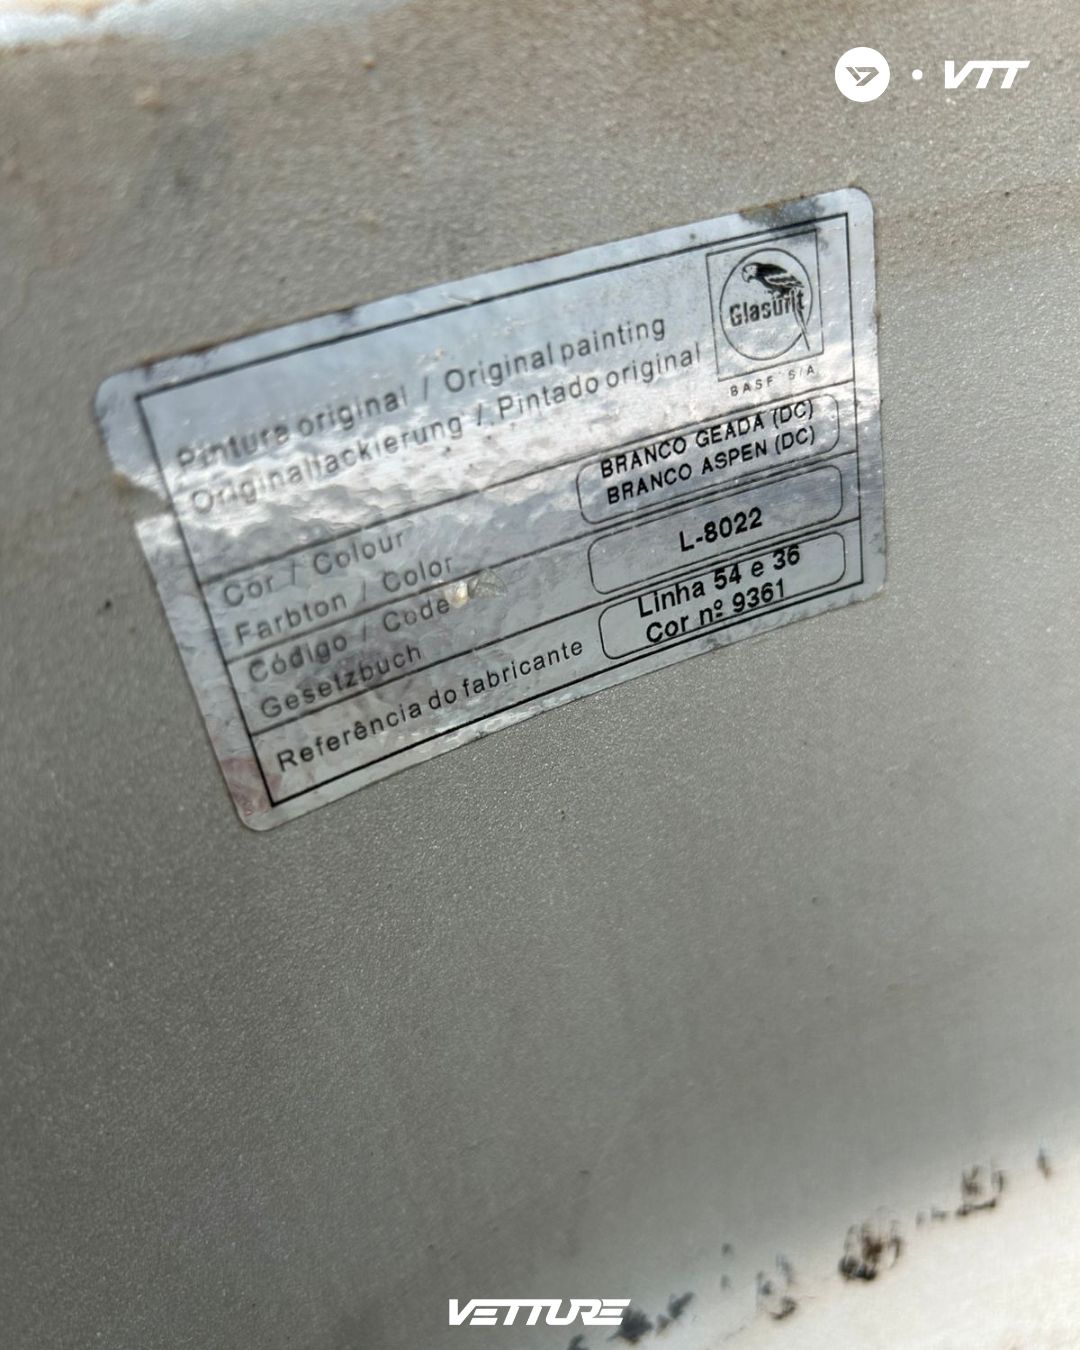 VTT
Glasurit
BASF S/A
Pintura original / Original painting
Originallackierung / Pintado original
Cor / Colour
Farbton / Color
BRANCO GEADA (DC)
BRANCO ASPEN (DC)
Código / Code
Gesetzbuch
L-8022
Referência do fabricante
Linha 54 e 36
Cor nº 9361
VETTURE